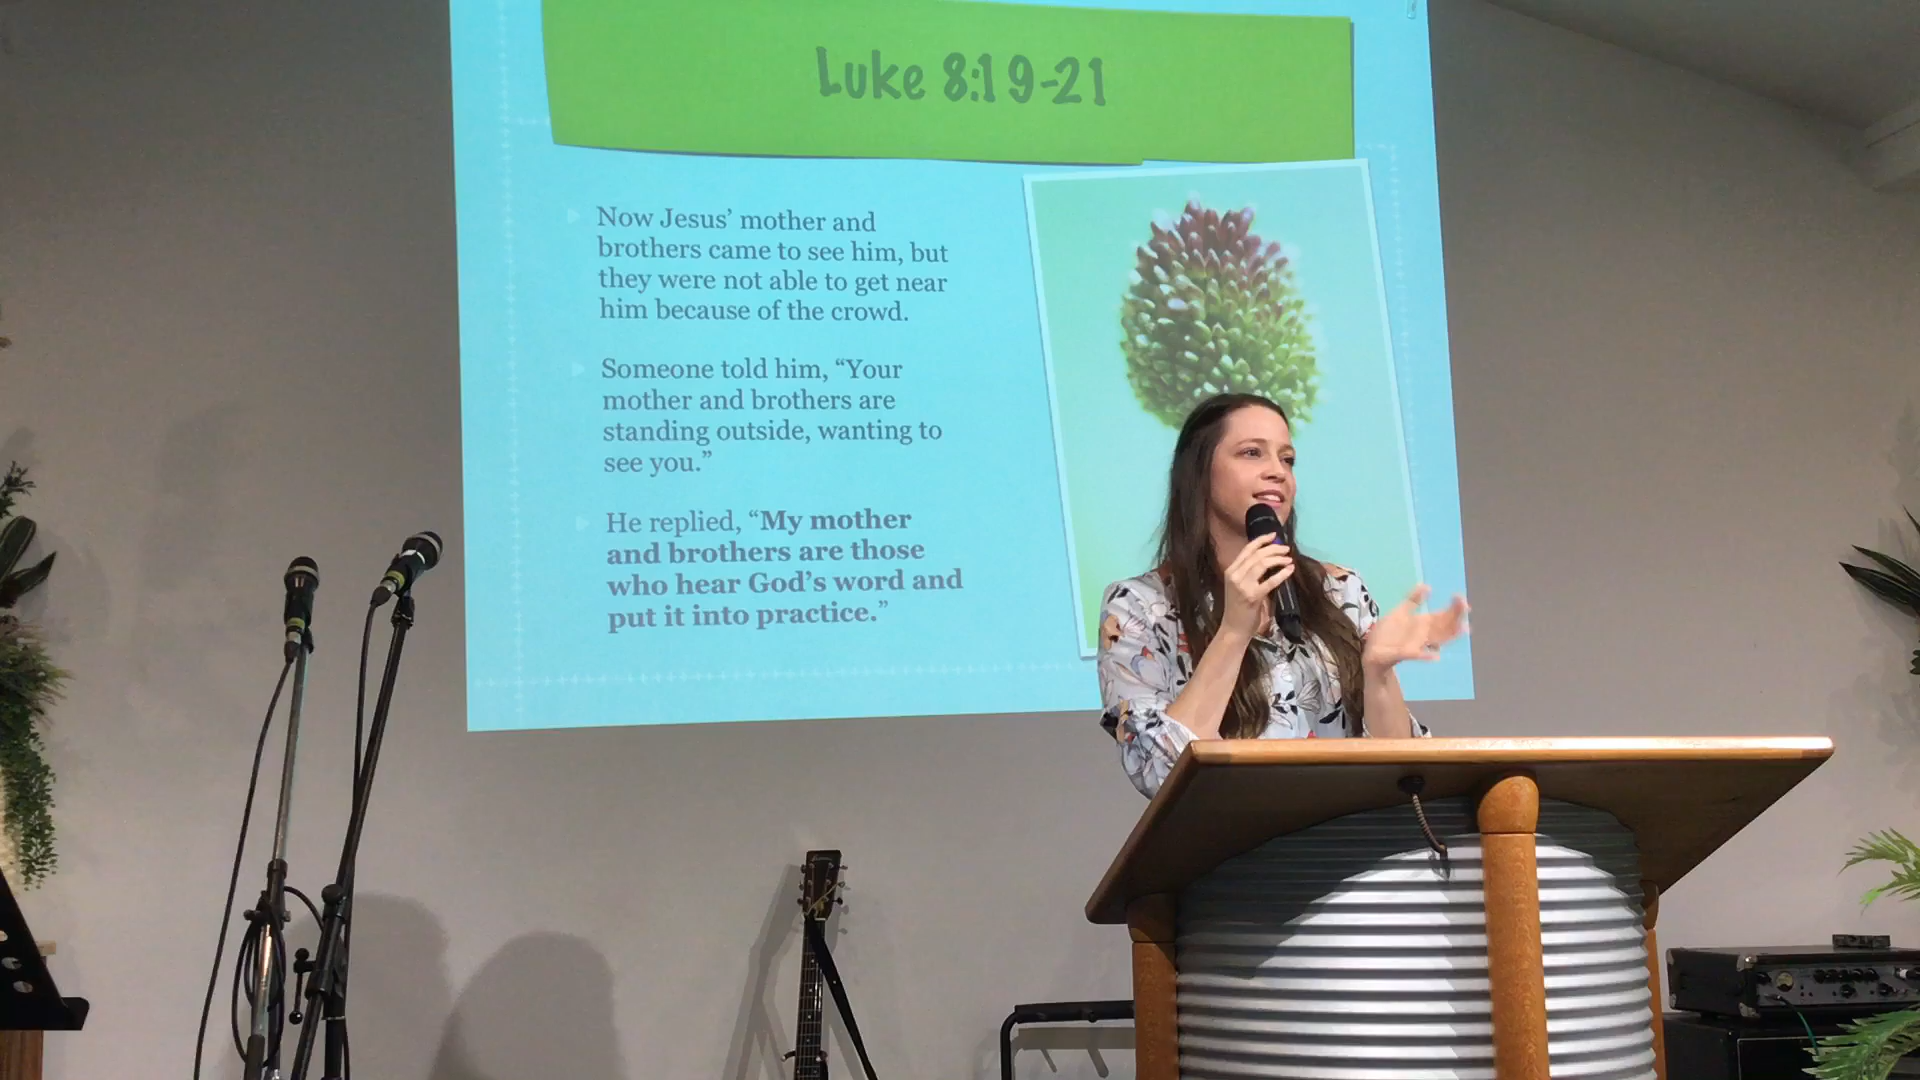 Luke 8:19-21
Now Jesus’ mother and
brothers came to see him, but
they were not able to get near
him because of the crowd.
Someone told him, “Your
mother and brothers are
standing outside, wanting to
see you.”
He replied, “My mother
and brothers are those
who hear God’s word and
put it into practice.”